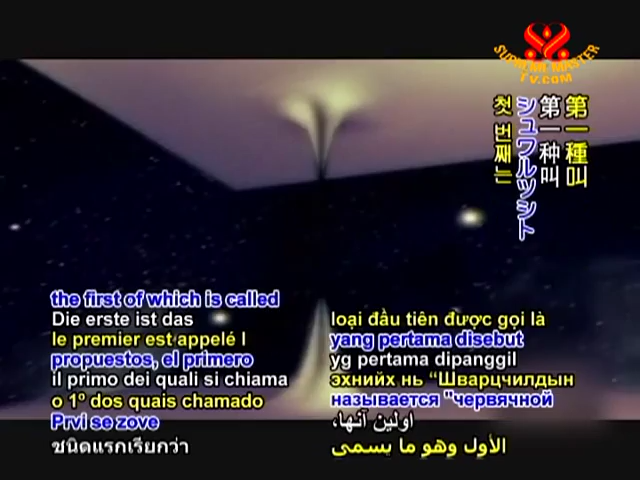 SUPREME MASTER
TV.COM
第一種叫
第一种叫
シュワルツシト
첫 번째는
the first of which is called
Die erste ist das
le premier est appelé l
propuestos, el primero
il primo dei quali si chiama
o 1º dos quais chamado
Prvi se zove
ชนิดแรกเรียกว่า
loại đầu tiên được gọi là
yang pertama disebut
yg pertama dipanggil
эхнийх нь “Шварцчилдын
называется "червячной
اولین آنها،
الأول وهو ما يسمى